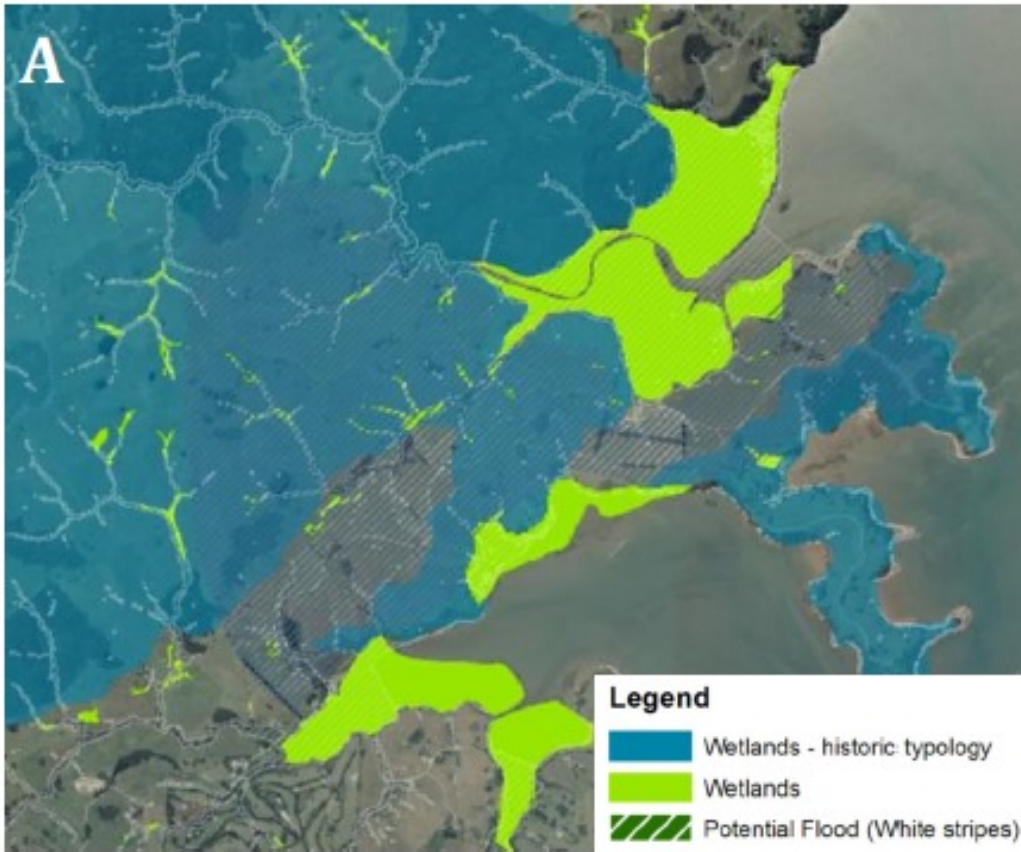 A
Legend
Wetlands - historic typology
Wetlands
Potential Flood (White stripes)